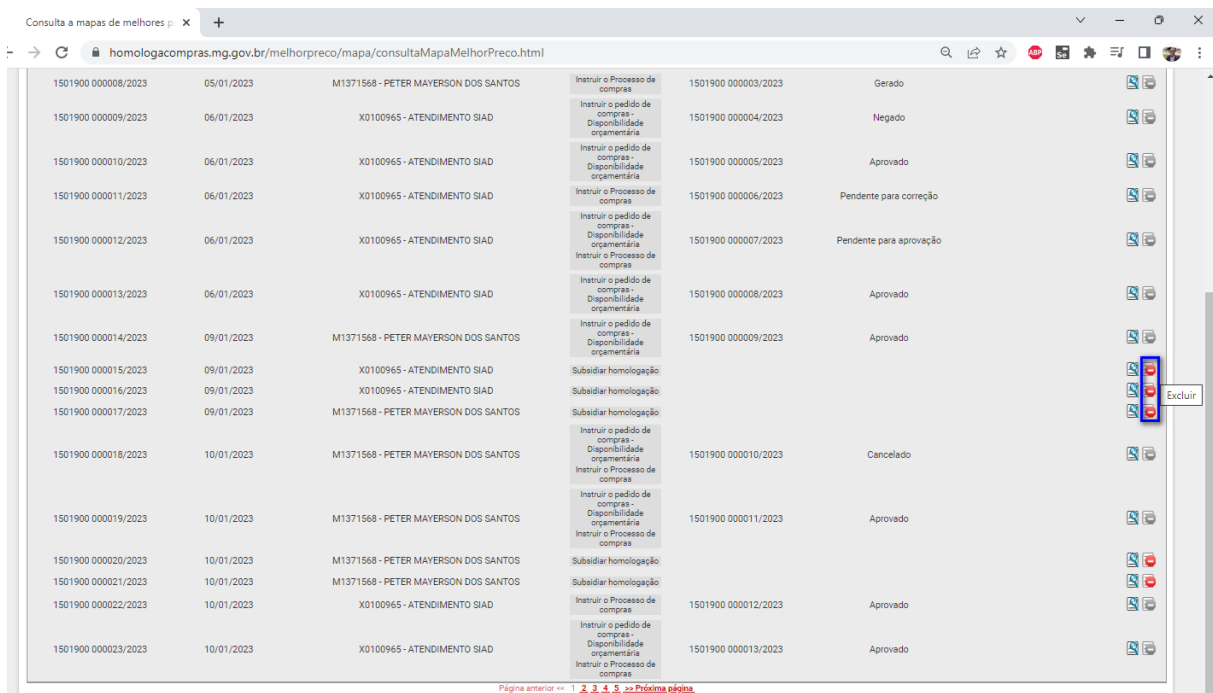 Consulta a mapas de melhores p
homologacompras.mg.gov.br/melhorpreco/mapa/consultaMapaMelhorPreco.html
ABP
Se
1501900 000008/2023 05/01/2023 M1371568 - PETER MAYERSON DOS SANTOS Instruir o Processo de compras 1501900 000003/2023 Gerado
1501900 000009/2023 06/01/2023 X0100965 - ATENDIMENTO SIAD Instruir o pedido de compras - Disponibilidade orçamentária 1501900 000004/2023 Negado
1501900 000010/2023 06/01/2023 X0100965 - ATENDIMENTO SIAD Instruir o pedido de compras - Disponibilidade orçamentária 1501900 000005/2023 Aprovado
1501900 000011/2023 06/01/2023 X0100965 - ATENDIMENTO SIAD Instruir o Processo de compras 1501900 000006/2023 Pendente para correção
1501900 000012/2023 06/01/2023 X0100965 - ATENDIMENTO SIAD Instruir o pedido de compras - Disponibilidade orçamentária Instruir o Processo de compras 1501900 000007/2023 Pendente para aprovação
1501900 000013/2023 06/01/2023 X0100965 - ATENDIMENTO SIAD Instruir o pedido de compras - Disponibilidade orçamentária 1501900 000008/2023 Aprovado
1501900 000014/2023 09/01/2023 M1371568 - PETER MAYERSON DOS SANTOS Instruir o pedido de compras - Disponibilidade orçamentária 1501900 000009/2023 Aprovado
1501900 000015/2023 09/01/2023 X0100965 - ATENDIMENTO SIAD Subsidiar homologação
1501900 000016/2023 09/01/2023 X0100965 - ATENDIMENTO SIAD Subsidiar homologação
Excluir
1501900 000017/2023 09/01/2023 M1371568 - PETER MAYERSON DOS SANTOS Subsidiar homologação
1501900 000018/2023 10/01/2023 M1371568 - PETER MAYERSON DOS SANTOS Instruir o pedido de compras - Disponibilidade orçamentária Instruir o Processo de compras 1501900 000010/2023 Cancelado
1501900 000019/2023 10/01/2023 M1371568 - PETER MAYERSON DOS SANTOS Instruir o pedido de compras - Disponibilidade orçamentária Instruir o Processo de compras 1501900 000011/2023 Aprovado
1501900 000020/2023 10/01/2023 M1371568 - PETER MAYERSON DOS SANTOS Subsidiar homologação
1501900 000021/2023 10/01/2023 M1371568 - PETER MAYERSON DOS SANTOS Subsidiar homologação
1501900 000022/2023 10/01/2023 X0100965 - ATENDIMENTO SIAD Instruir o Processo de compras 1501900 000012/2023 Aprovado
1501900 000023/2023 10/01/2023 X0100965 - ATENDIMENTO SIAD Instruir o pedido de compras - Disponibilidade orçamentária Instruir o Processo de compras 1501900 000013/2023 Aprovado
Página anterior << 1 2 3 4 5 >> Próxima página